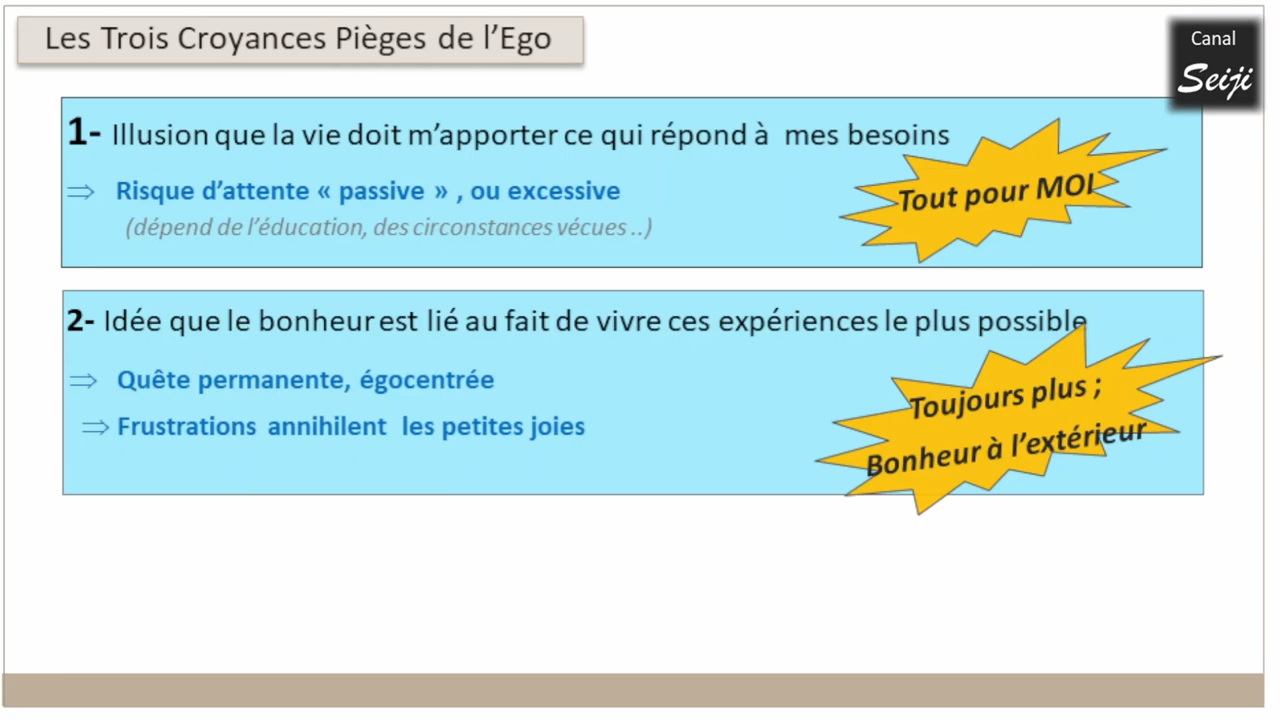 Les Trois Croyances Pièges de l’Ego
Canal
Seiji
1- Illusion que la vie doit m’apporter ce qui répond à mes besoins
⇒ Risque d’attente « passive » , ou excessive
(dépend de l’éducation, des circonstances vécues ..)
Tout pour MOI
2- Idée que le bonheur est lié au fait de vivre ces expériences le plus possible
⇒ Quête permanente, égocentrée
⇒ Frustrations annihilent les petites joies
Toujours plus ;
Bonheur à l’extérieur